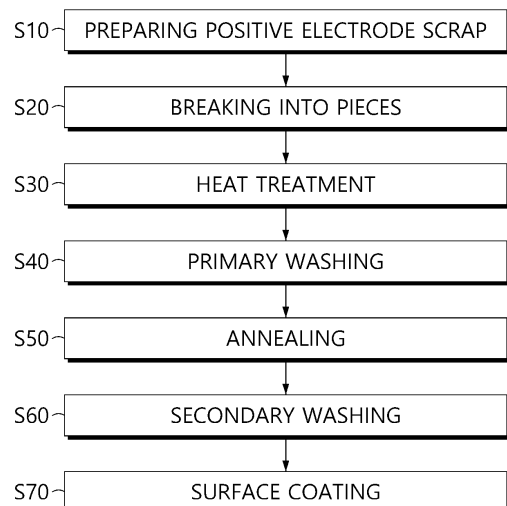 S10 PREPARING POSITIVE ELECTRODE SCRAP
S20 BREAKING INTO PIECES
S30 HEAT TREATMENT
S40 PRIMARY WASHING
S50 ANNEALING
S60 SECONDARY WASHING
S70 SURFACE COATING